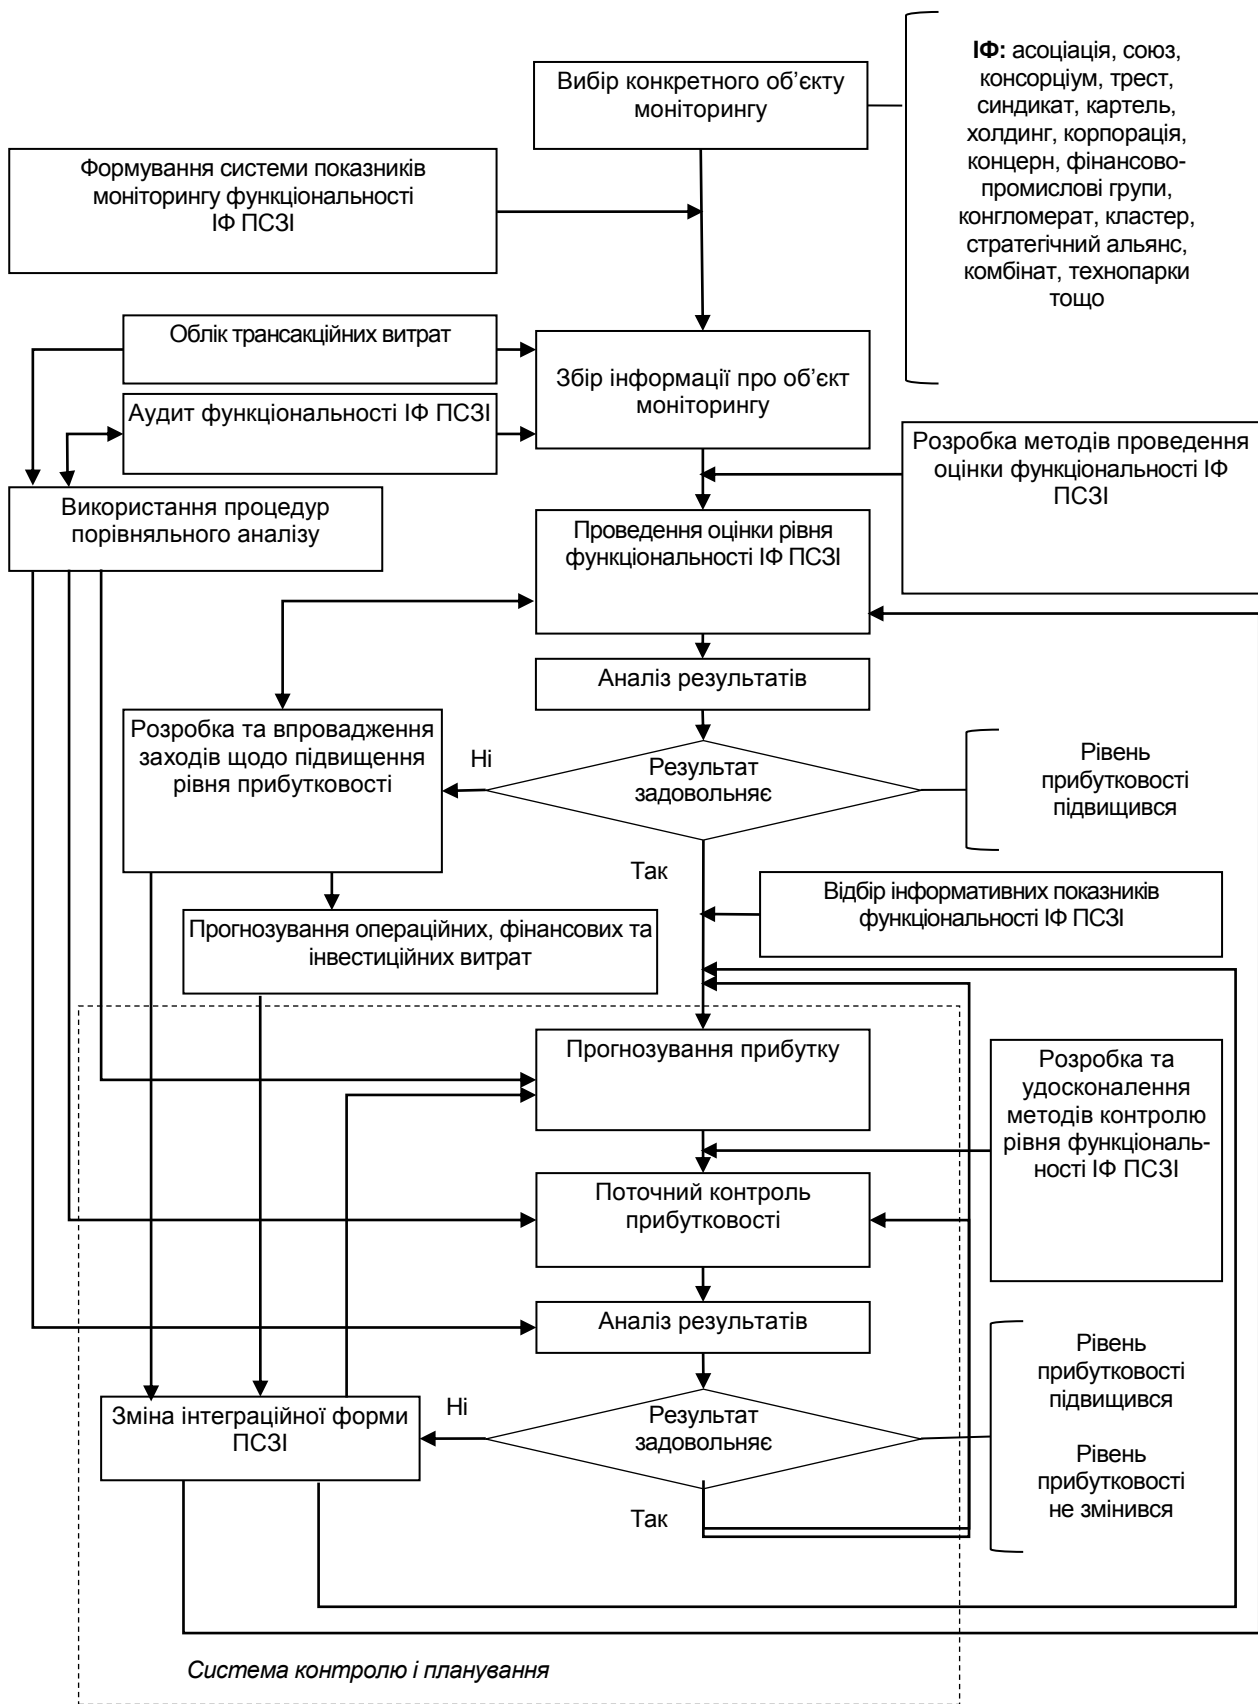 Вибір конкретного об’єкту
моніторингу
ІФ: асоціація, союз,
консорціум, трест,
синдикат, картель,
холдинг, корпорація,
концерн, фінансово-
промислові групи,
конгломерат, кластер,
стратегічний альянс,
комбінат, технопарки
тощо
Формування системи показників
моніторингу функціональності
ІФ ПСЗІ
Облік трансакційних витрат
Збір інформації про об’єкт
моніторингу
Аудит функціональності ІФ ПСЗІ
Розробка методів проведення
оцінки функціональності ІФ
ПСЗІ
Використання процедур
порівняльного аналізу
Проведення оцінки рівня
функціональності ІФ ПСЗІ
Аналіз результатів
Розробка та впровадження
заходів щодо підвищення
рівня прибутковості
Ні
Результат
задовольняє
Рівень
прибутковості
підвищився
Так
Відбір інформативних показників
функціональності ІФ ПСЗІ
Прогнозування операційних, фінансових та
інвестиційних витрат
Прогнозування прибутку
Розробка та
удосконалення
методів контролю
рівня функціональ-
ності ІФ ПСЗІ
Поточний контроль
прибутковості
Аналіз результатів
Зміна інтеграційної форми
ПСЗІ
Ні
Результат
задовольняє
Рівень
прибутковості
підвищився
Рівень
прибутковості
не змінився
Так
Система контролю і планування